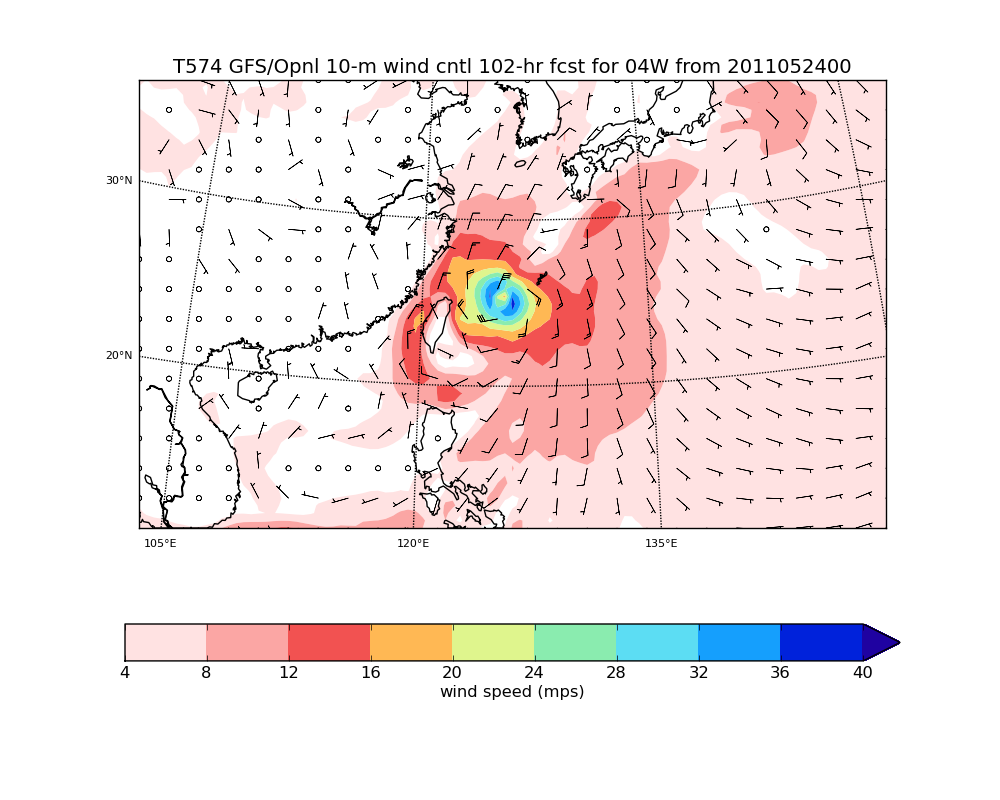 T574 GFS/Opnl 10-m wind cntl 102-hr fcst for 04W from 2011052400
30°N
20°N
105°E 120°E 135°E
4 8 12 16 20 24 28 32 36 40
wind speed (mps)